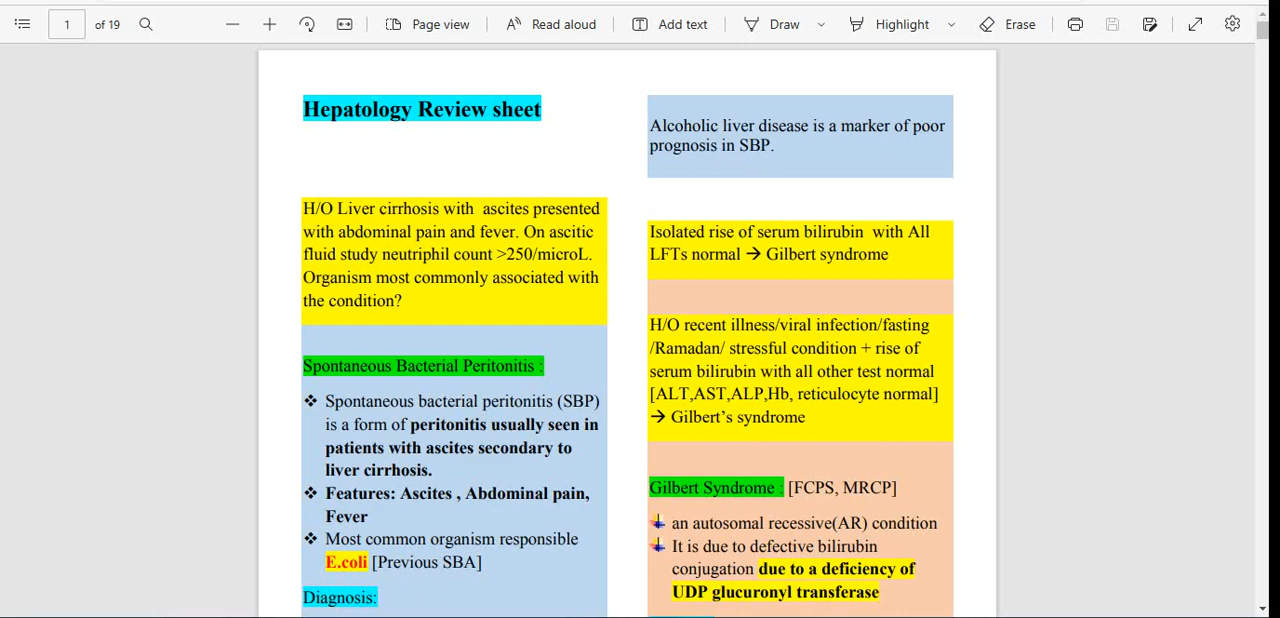 1 of 19 Page view Read aloud Add text Draw Highlight Erase
Hepatology Review sheet
H/O Liver cirrhosis with ascites presented
with abdominal pain and fever. On ascitic
fluid study neutriphil count >250/microL.
Organism most commonly associated with
the condition?
Spontaneous Bacterial Peritonitis :
❖ Spontaneous bacterial peritonitis (SBP)
is a form of peritonitis usually seen in
patients with ascites secondary to
liver cirrhosis.
❖ Features: Ascites , Abdominal pain,
Fever
❖ Most common organism responsible
E.coli [Previous SBA]
Diagnosis:
Alcoholic liver disease is a marker of poor
prognosis in SBP.
Isolated rise of serum bilirubin with All
LFTs normal → Gilbert syndrome
H/O recent illness/viral infection/fasting
/Ramadan/ stressful condition + rise of
serum bilirubin with all other test normal
[ALT,AST,ALP,Hb, reticulocyte normal]
→ Gilbert’s syndrome
Gilbert Syndrome : [FCPS, MRCP]
an autosomal recessive(AR) condition
It is due to defective bilirubin
conjugation due to a deficiency of
UDP glucuronyl transferase